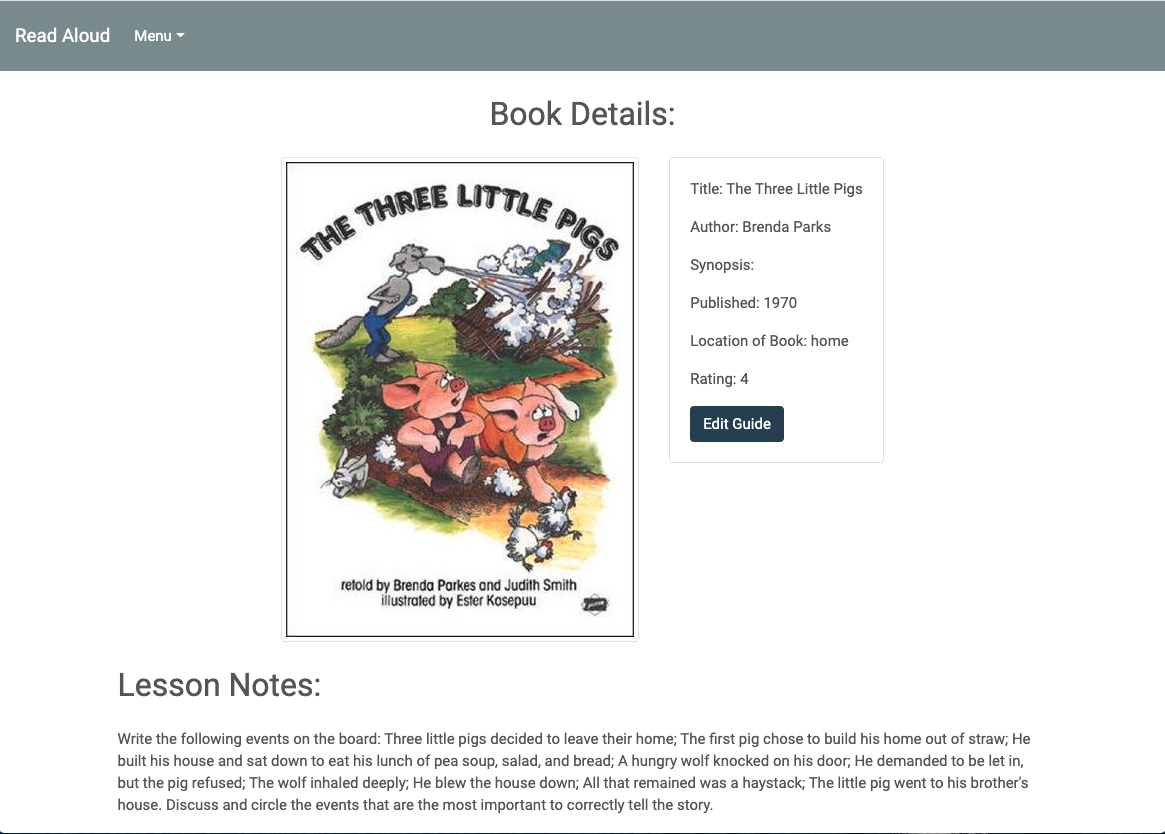 Read Aloud Menu
Book Details:
THE THREE LITTLE PIGS
retold by Brenda Parkes and Judith Smith
illustrated by Ester Kasepuu
Title: The Three Little Pigs
Author: Brenda Parks
Synopsis:
Published: 1970
Location of Book: home
Rating: 4
Edit Guide
Lesson Notes:
Write the following events on the board: Three little pigs decided to leave their home; The first pig chose to build his home out of straw; He
built his house and sat down to eat his lunch of pea soup, salad, and bread; A hungry wolf knocked on his door; He demanded to be let in,
but the pig refused; The wolf inhaled deeply; He blew the house down; All that remained was a haystack; The little pig went to his brother's
house. Discuss and circle the events that are the most important to correctly tell the story.